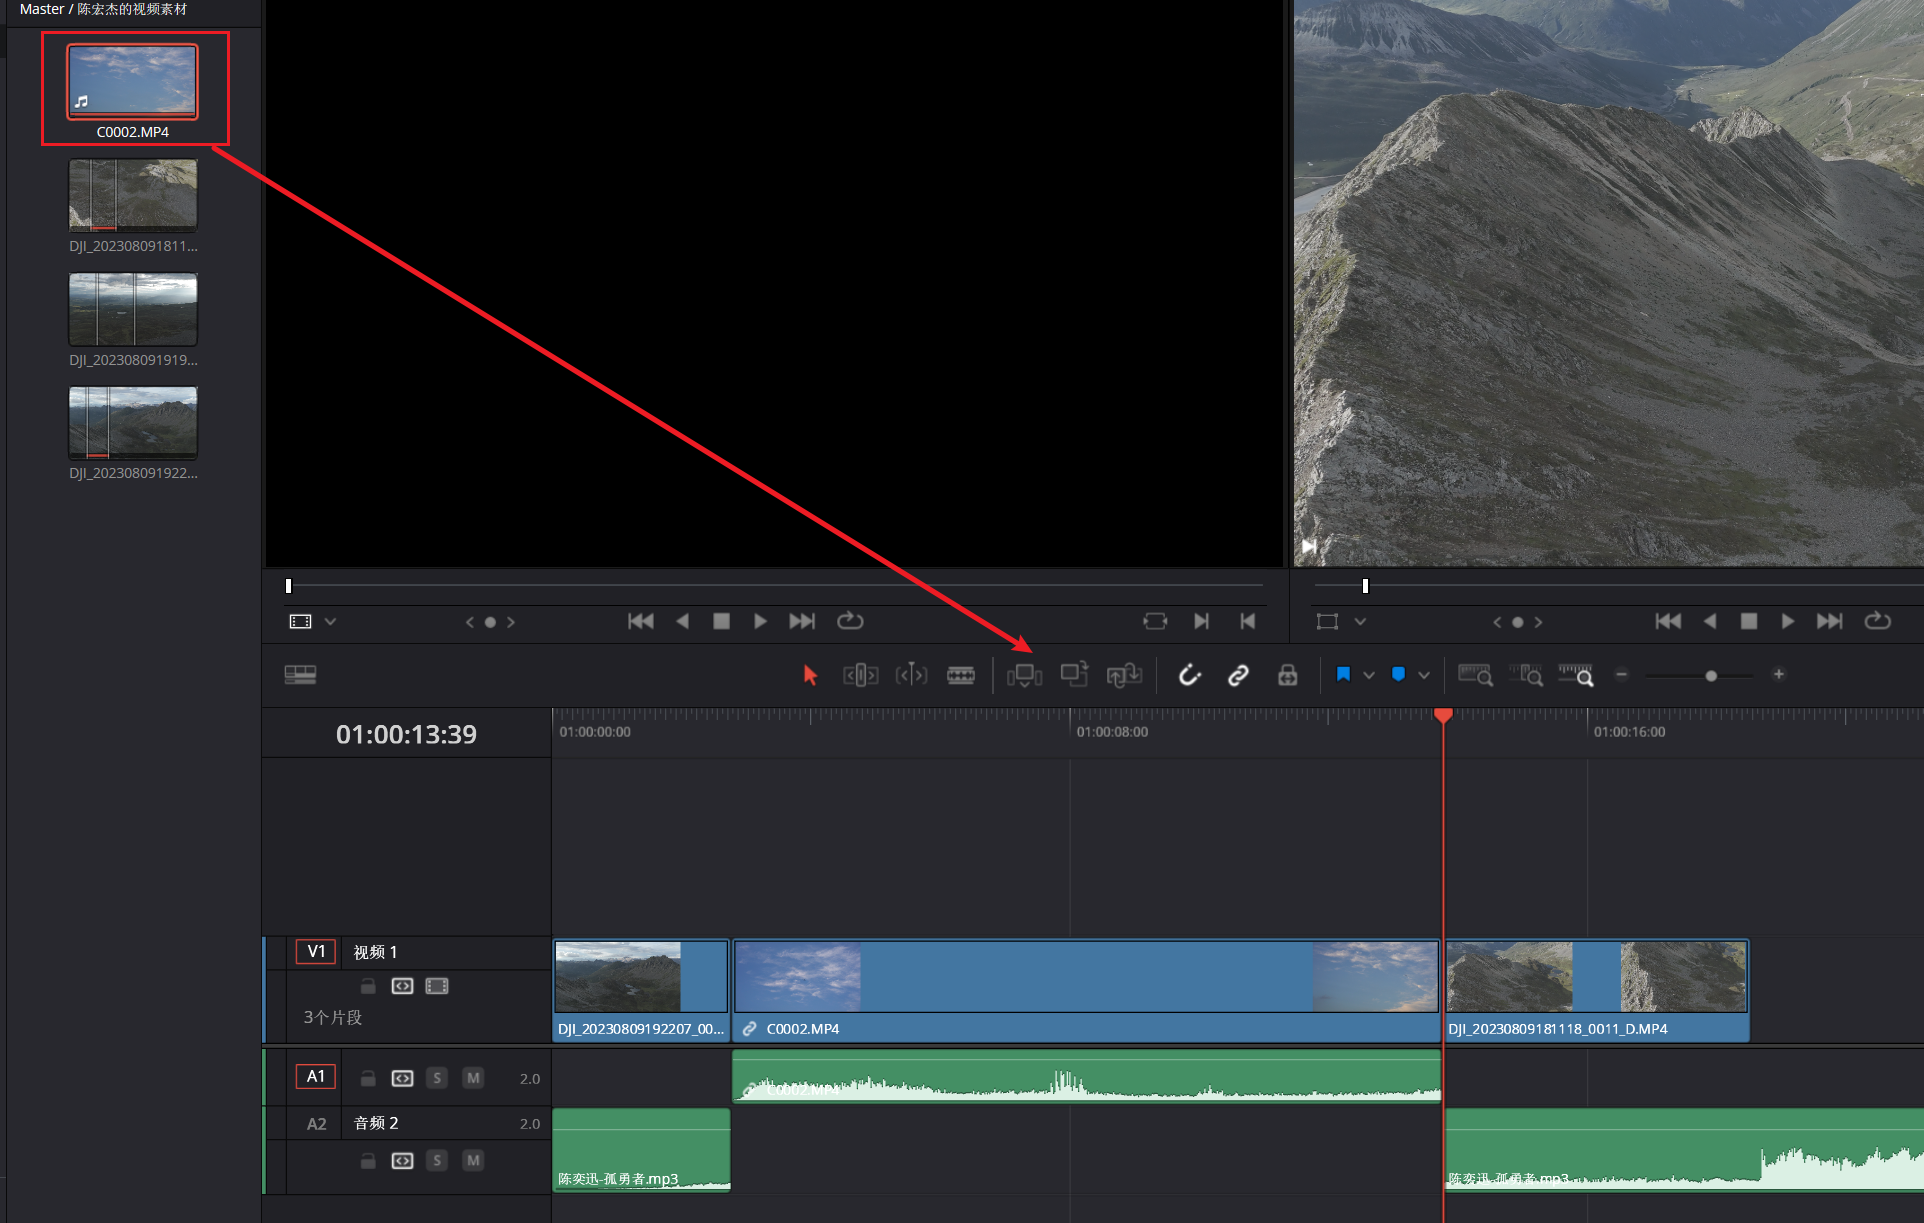 Master / 陈宏杰的视频素材
C0002.MP4
DJI_202308091811...
DJI_202308091919...
DJI_202308091922...
01:00:13:39
01:00:00:00
01:00:08:00
01:00:16:00
V1 视频 1
3个片段
DJI_20230809192207_00...
C0002.MP4
DJI_20230809181118_0011_D.MP4
A1 S M 2.0
C0002.MP4
A2 音频 2 2.0
S M
陈奕迅-孤勇者.mp3
陈奕迅-孤勇者.mp3